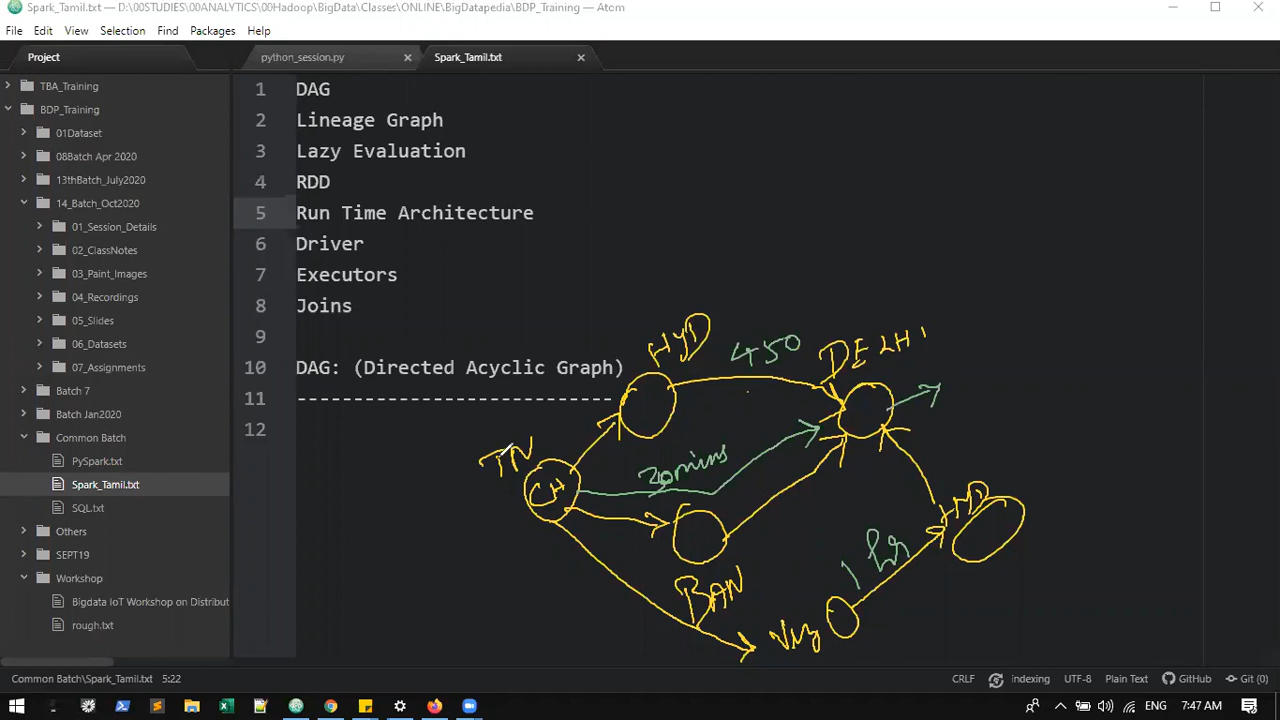 Spark_Tamil.txt — D:\00STUDIES\00ANALYTICS\00Hadoop\BigData\Classes\ONLINE\BigDatapedia\BDP_Training — Atom
File Edit View Selection Find Packages Help
Project
python_session.py
Spark_Tamil.txt
TBA_Training
BDP_Training
01Dataset
08Batch Apr 2020
13thBatch_July2020
14_Batch_Oct2020
01_Session_Details
02_ClassNotes
03_Paint_Images
04_Recordings
05_Slides
06_Datasets
07_Assignments
Batch 7
Batch Jan2020
Common Batch
PySpark.txt
Spark_Tamil.txt
SQL.txt
Others
SEPT19
Workshop
Bigdata IoT Workshop on Distribut
rough.txt
1 DAG
2 Lineage Graph
3 Lazy Evaluation
4 RDD
5 Run Time Architecture
6 Driver
7 Executors
8 Joins
9
10 DAG: (Directed Acyclic Graph)
11 ----------------------------
12
HYD
450
DELHI
TN
CH
30mins
BAN
1 hr
Common Batch\Spark_Tamil.txt 5:22
CRLF Indexing UTF-8 Plain Text GitHub Git (0)
ENG 7:47 AM